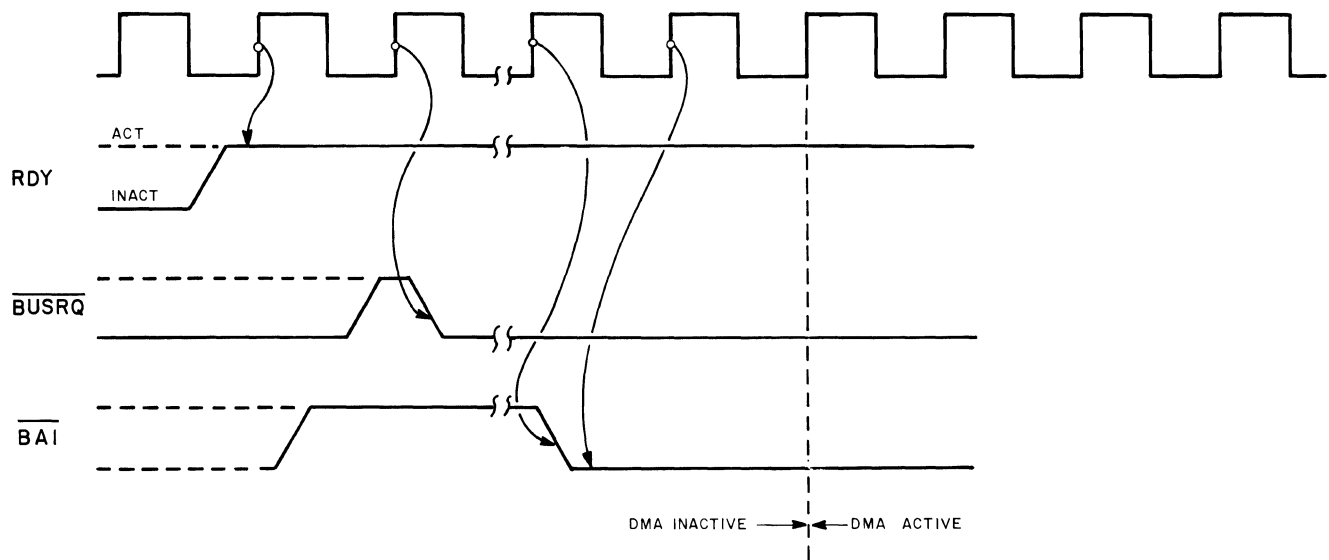 ACT
RDY
INACT
BUSRQ
BAI
DMA INACTIVE
DMA ACTIVE